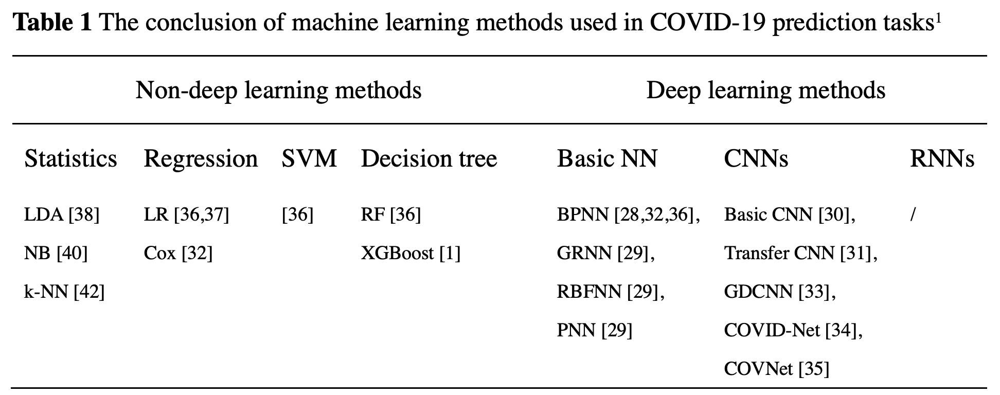 Table 1 The conclusion of machine learning methods used in COVID-19 prediction tasks¹
Non-deep learning methods Deep learning methods
Statistics Regression SVM Decision tree Basic NN CNNs RNNs
LDA [38] LR [36,37] [36] RF [36] BPNN [28,32,36], Basic CNN [30], /
NB [40] Cox [32] XGBoost [1] GRNN [29], Transfer CNN [31],
k-NN [42] RBFNN [29], GDCNN [33],
PNN [29] COVID-Net [34],
COVNet [35]